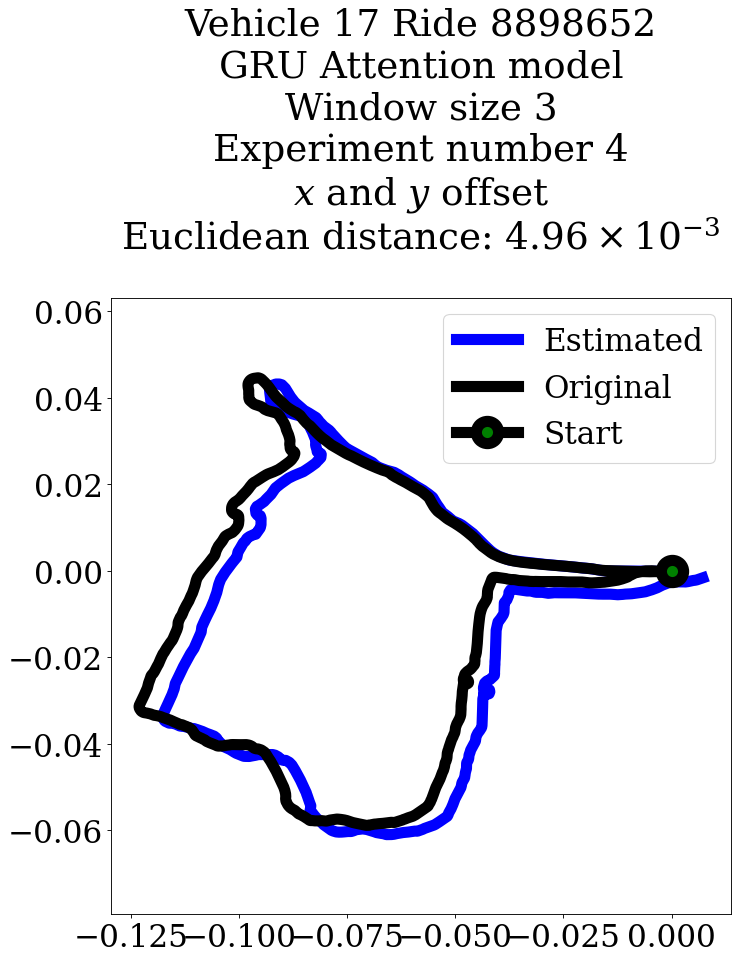 Vehicle 17 Ride 8898652
GRU Attention model
Window size 3
Experiment number 4
x and y offset
Euclidean distance: 4.96 × 10⁻³
Estimated
Original
Start
0.06
0.04
0.02
0.00
−0.02
−0.04
−0.06
−0.125 −0.100 −0.075 −0.050 −0.025 0.000